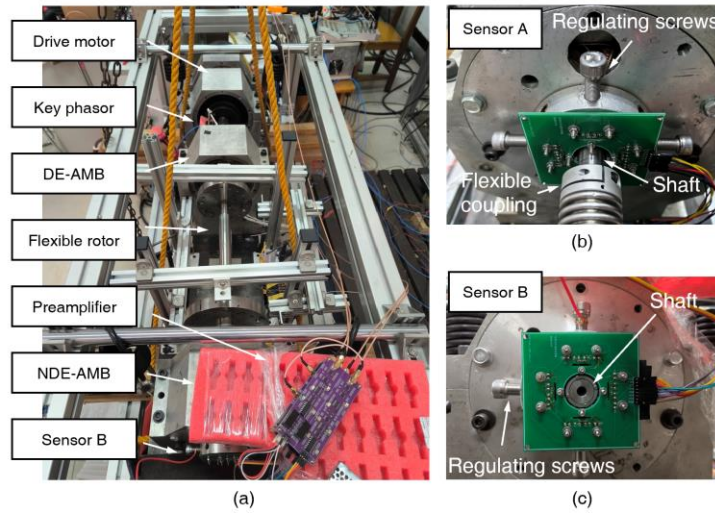 Drive motor
Key phasor
DE-AMB
Flexible rotor
Preamplifier
NDE-AMB
Sensor B
(a)
Sensor A
Regulating screws
Flexible
coupling
Shaft
(b)
Sensor B
Shaft
Regulating screws
(c)